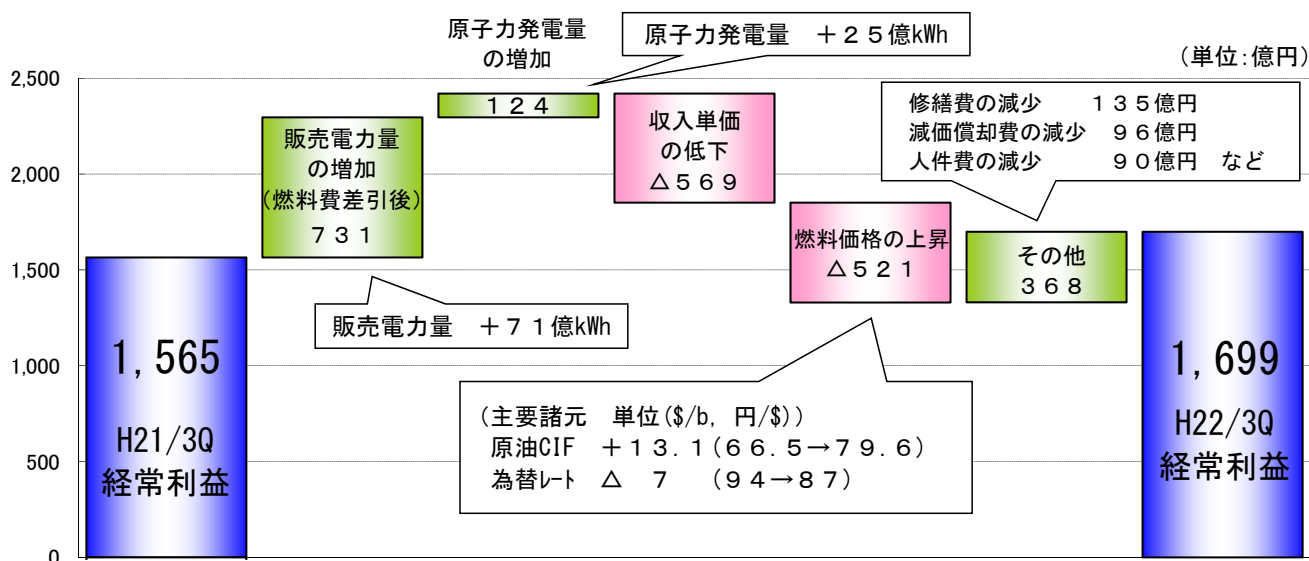 (単位:億円)
2,500
2,000
1,500
1,000
500
0
1,565
H21/3Q
経常利益
販売電力量
の増加
(燃料費差引後)
731
販売電力量 +71億kWh
原子力発電量
の増加
124
原子力発電量 +25億kWh
収入単価
の低下
△569
燃料価格の上昇
△521
(主要諸元 単位($/b, 円/$))
原油CIF +13.1(66.5→79.6)
為替レート △ 7 (94→87)
その他
368
修繕費の減少 135億円
減価償却費の減少 96億円
人件費の減少 90億円 など
1,699
H22/3Q
経常利益